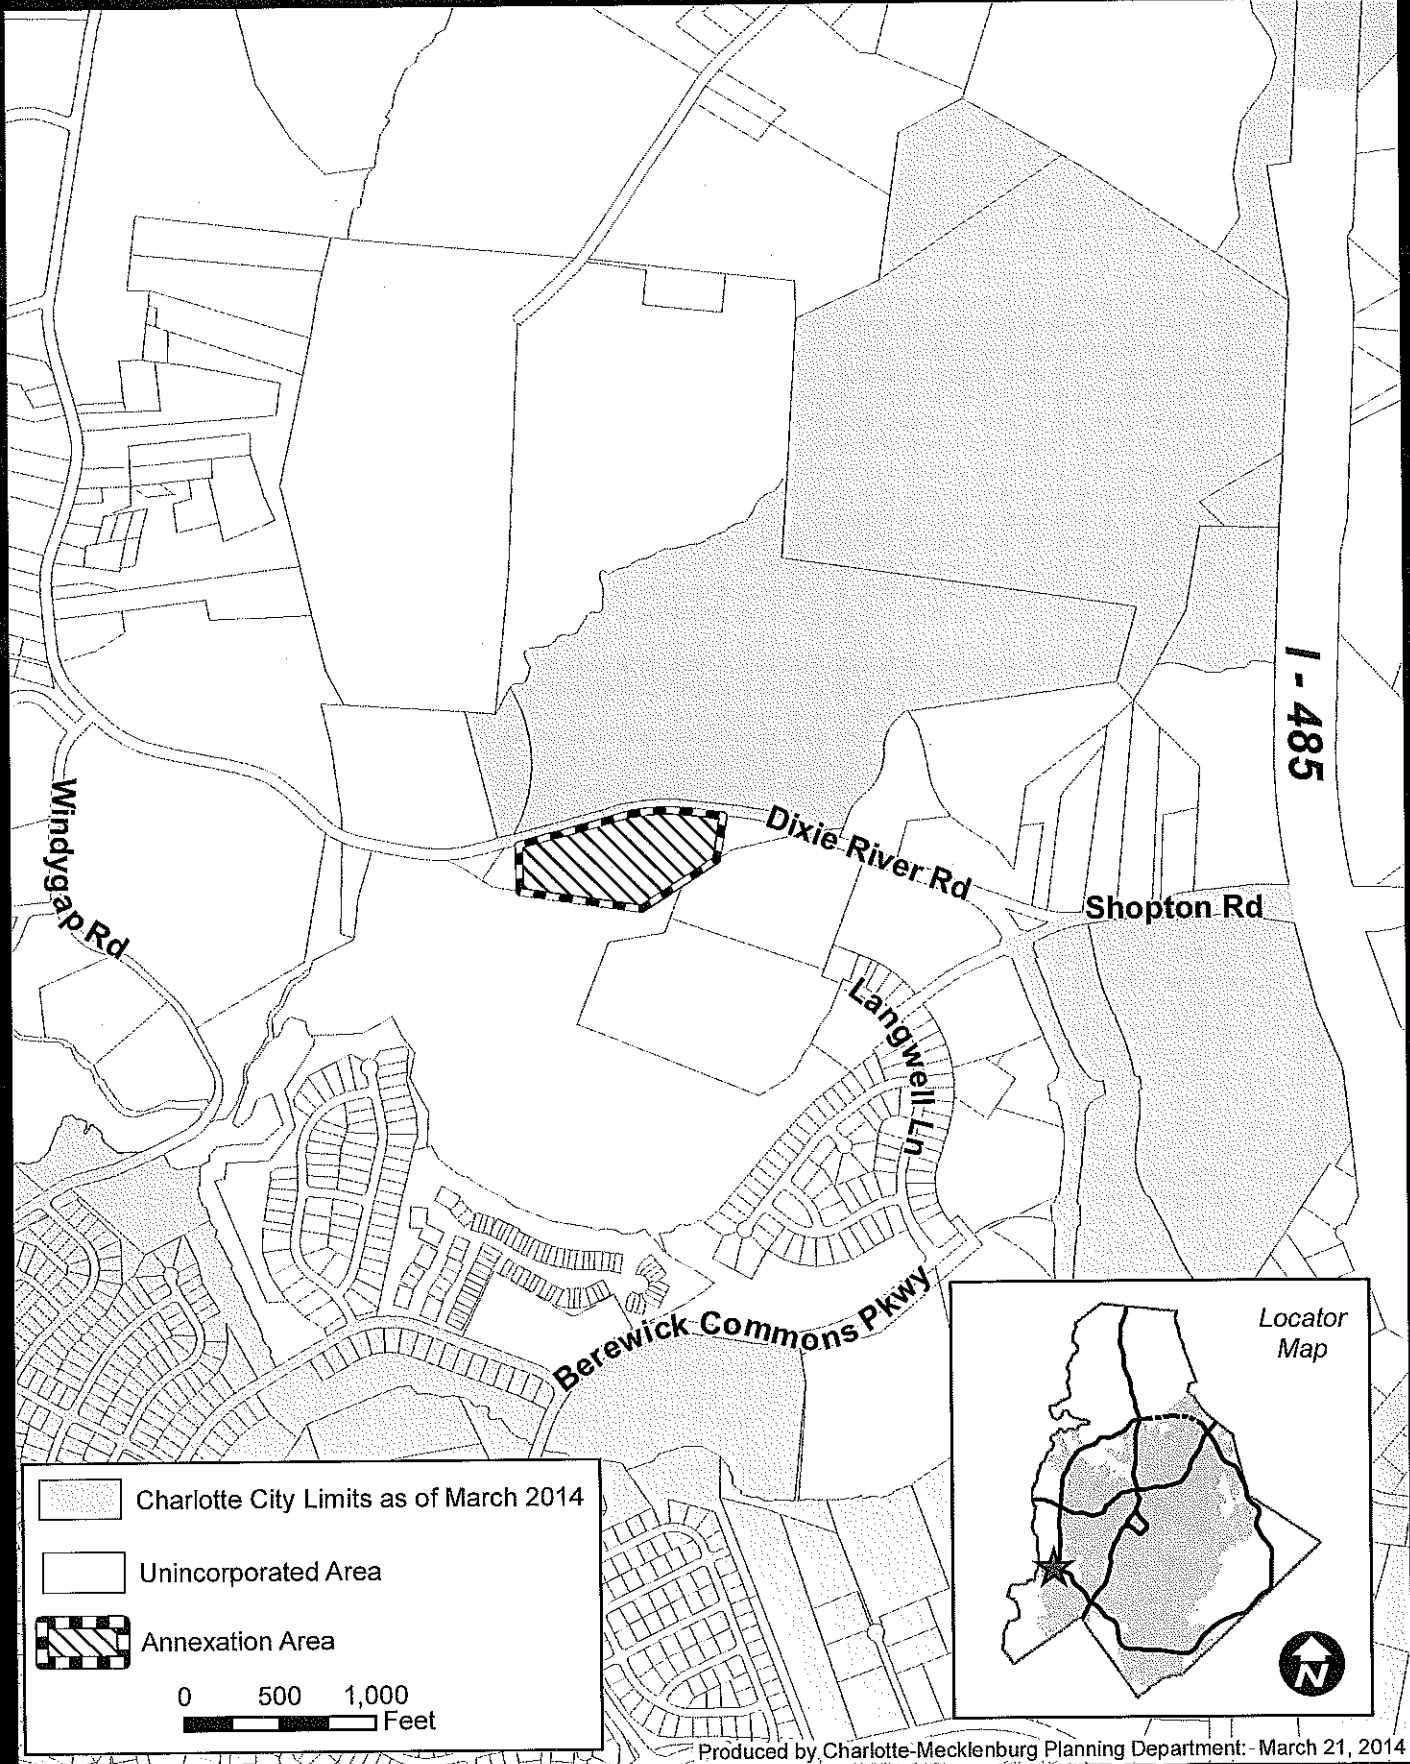 I - 485
Dixie River Rd
Shopton Rd
Windygap Rd
Langwell Ln
Berewick Commons Pkwy
Locator
Map
N
Charlotte City Limits as of March 2014
Unincorporated Area
Annexation Area
0 500 1,000
Feet
Produced by Charlotte-Mecklenburg Planning Department - March 21, 2014